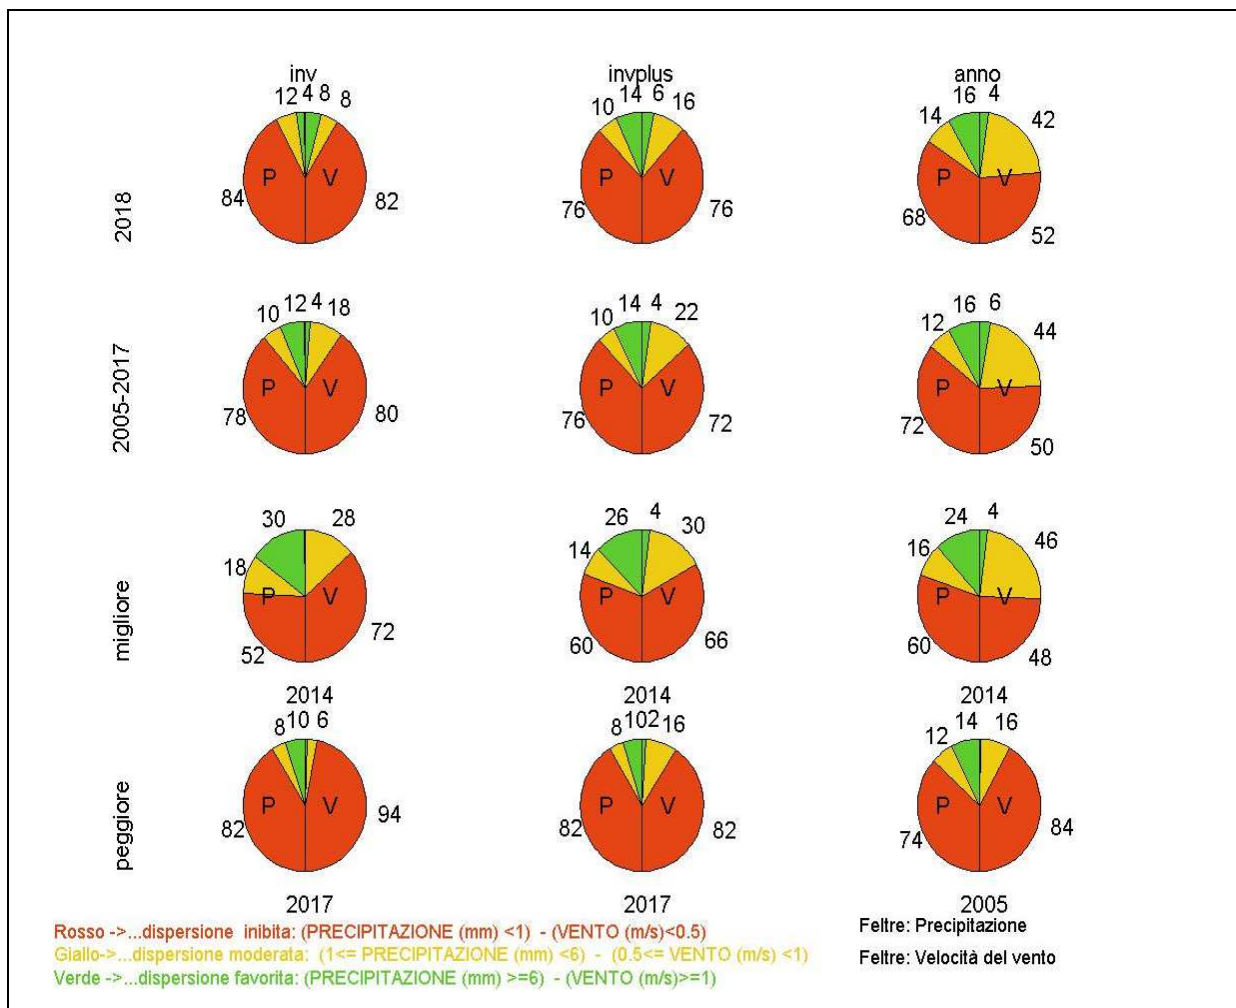 inv invplus anno
12 4 8 8 10 14 6 16 14 16 4 42
2018
P V P V P V
84 82 76 76 68 52
10 12 4 18 10 14 4 22 12 16 6 44
2005-2017
P V P V P V
78 80 76 72 72 50
30 28 26 4 30 24 4 46
18 14 16
migliore
P V P V P V
52 72 60 66 60 48
2014 2014 2014
8 10 6 8 10 2 16 12 14 16
peggiore
P V P V P V
82 94 82 82 74 84
2017 2017 2005
Rosso ->...dispersione inibita: (PRECIPITAZIONE (mm) <1) - (VENTO (m/s)<0.5)
Giallo->...dispersione moderata: (1<= PRECIPITAZIONE (mm) <6) - (0.5<= VENTO (m/s) <1)
Verde ->...dispersione favorita: (PRECIPITAZIONE (mm) >=6) - (VENTO (m/s)>=1)
Feltre: Precipitazione
Feltre: Velocità del vento